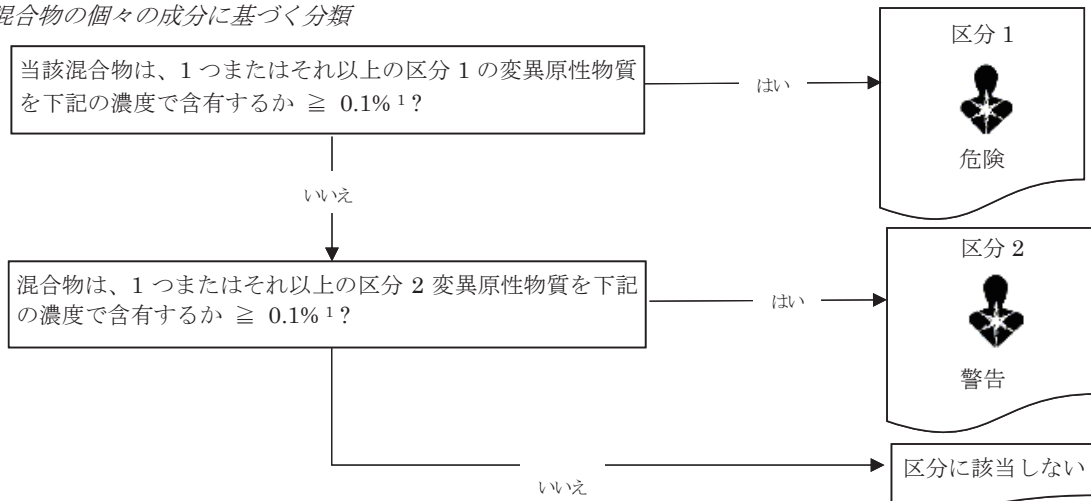 混合物の個々の成分に基づく分類
当該混合物は、1 つまたはそれ以上の区分 1 の変異原性物質
を下記の濃度で含有するか ≧ 0.1% ¹ ?
はい
区分 1
危険
いいえ
混合物は、1 つまたはそれ以上の区分 2 変異原性物質を下記
の濃度で含有するか ≧ 0.1% ¹ ?
はい
区分 2
警告
いいえ
区分に該当しない